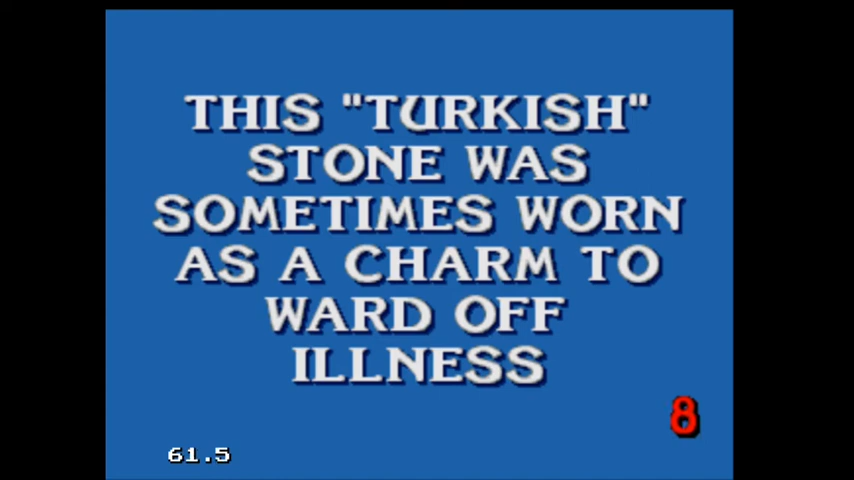 THIS "TURKISH"
STONE WAS
SOMETIMES WORN
AS A CHARM TO
WARD OFF
ILLNESS
8
61.5